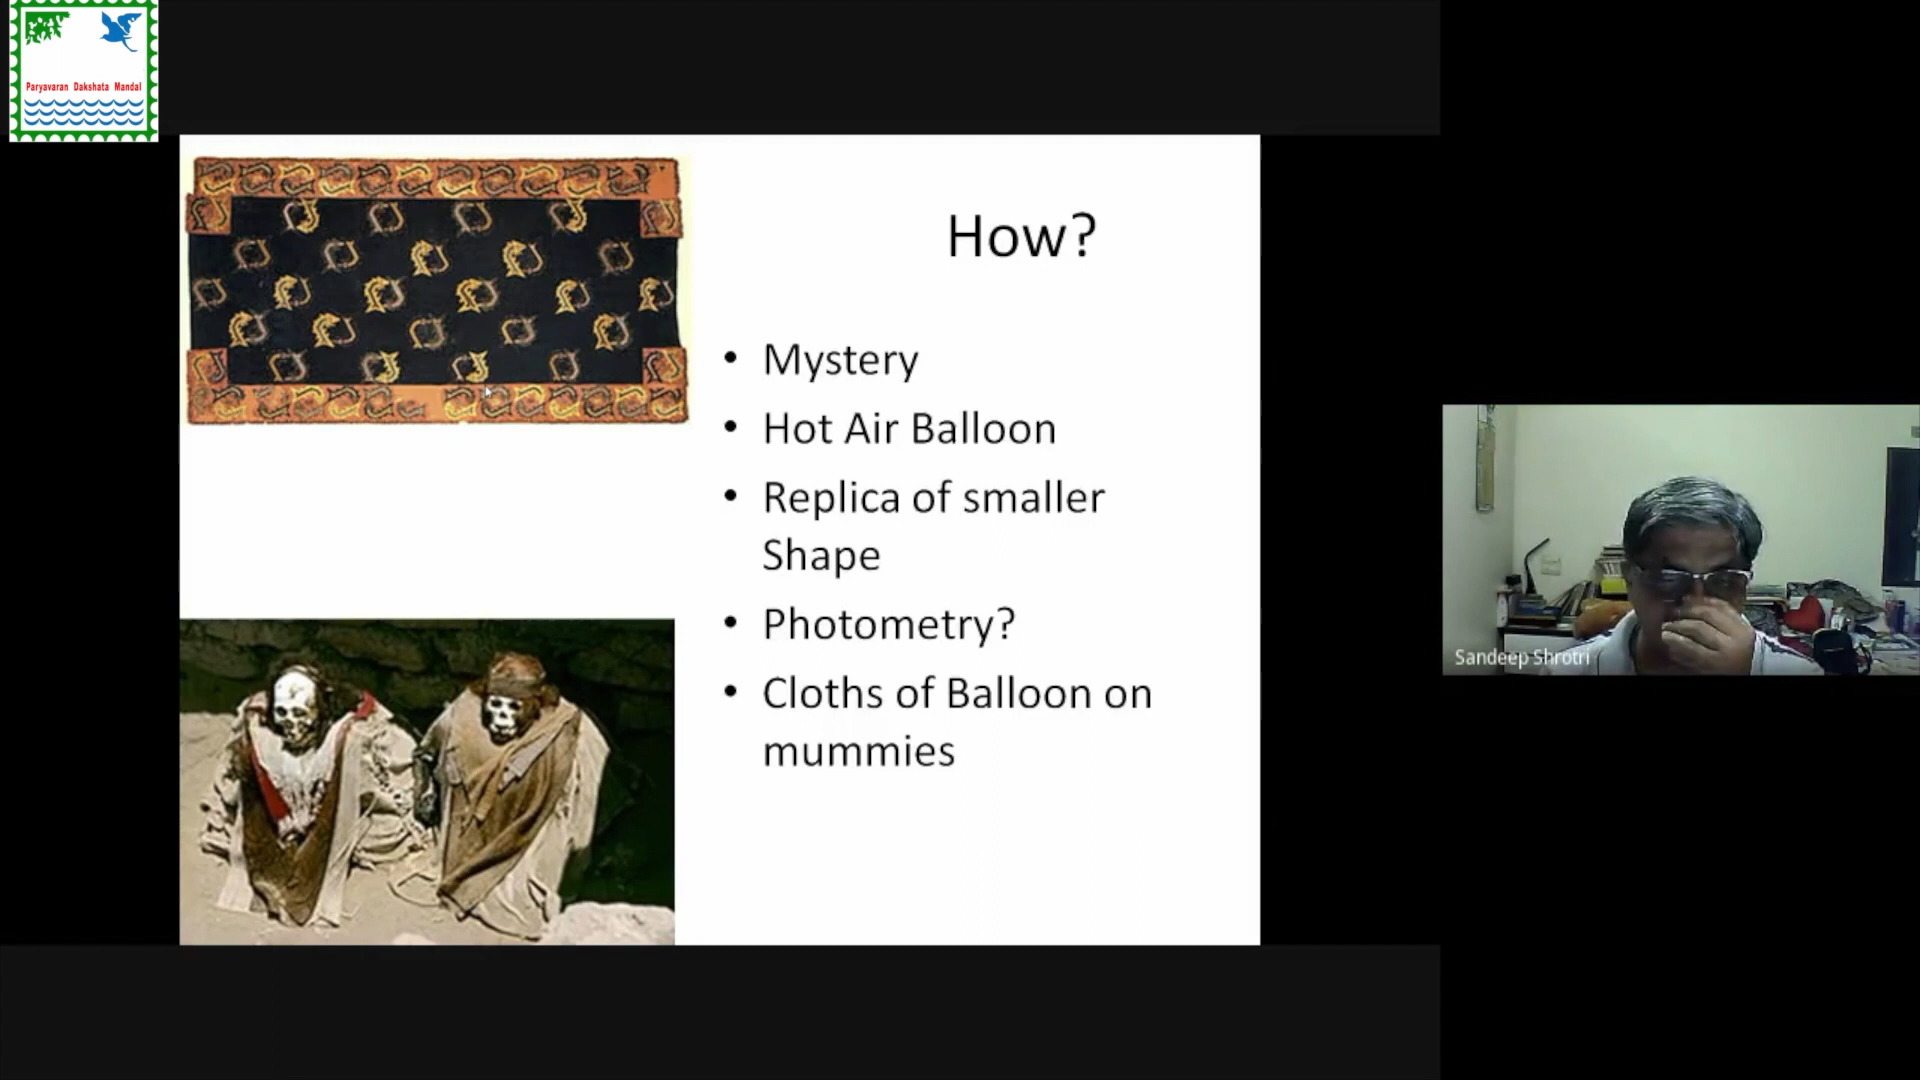 Paryavaran Dakshata Mandal
How?
• Mystery
• Hot Air Balloon
• Replica of smaller
Shape
• Photometry?
• Cloths of Balloon on
mummies
Sandeep Shrotri